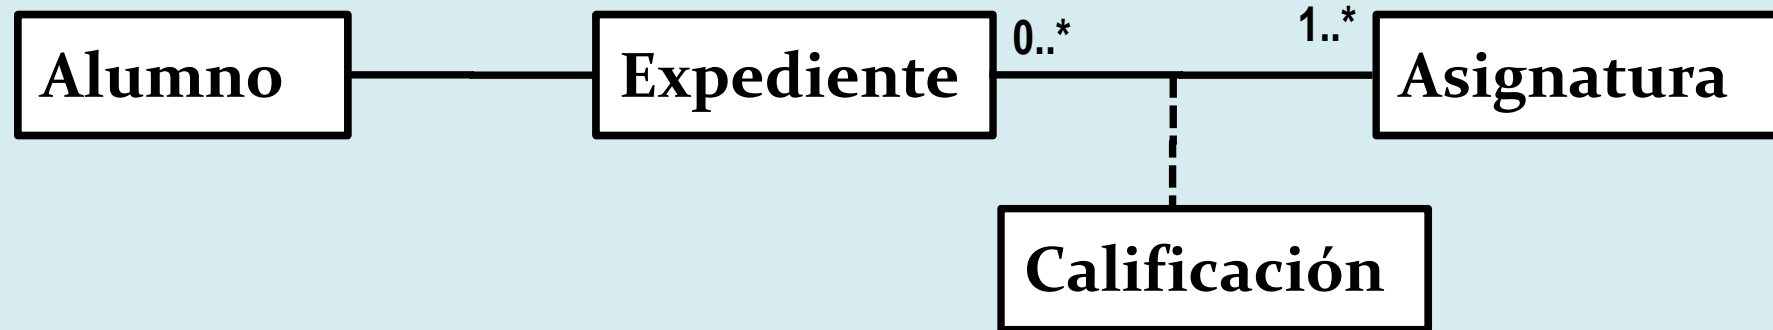 Alumno
Expediente
0..*
1..*
Asignatura
Calificación